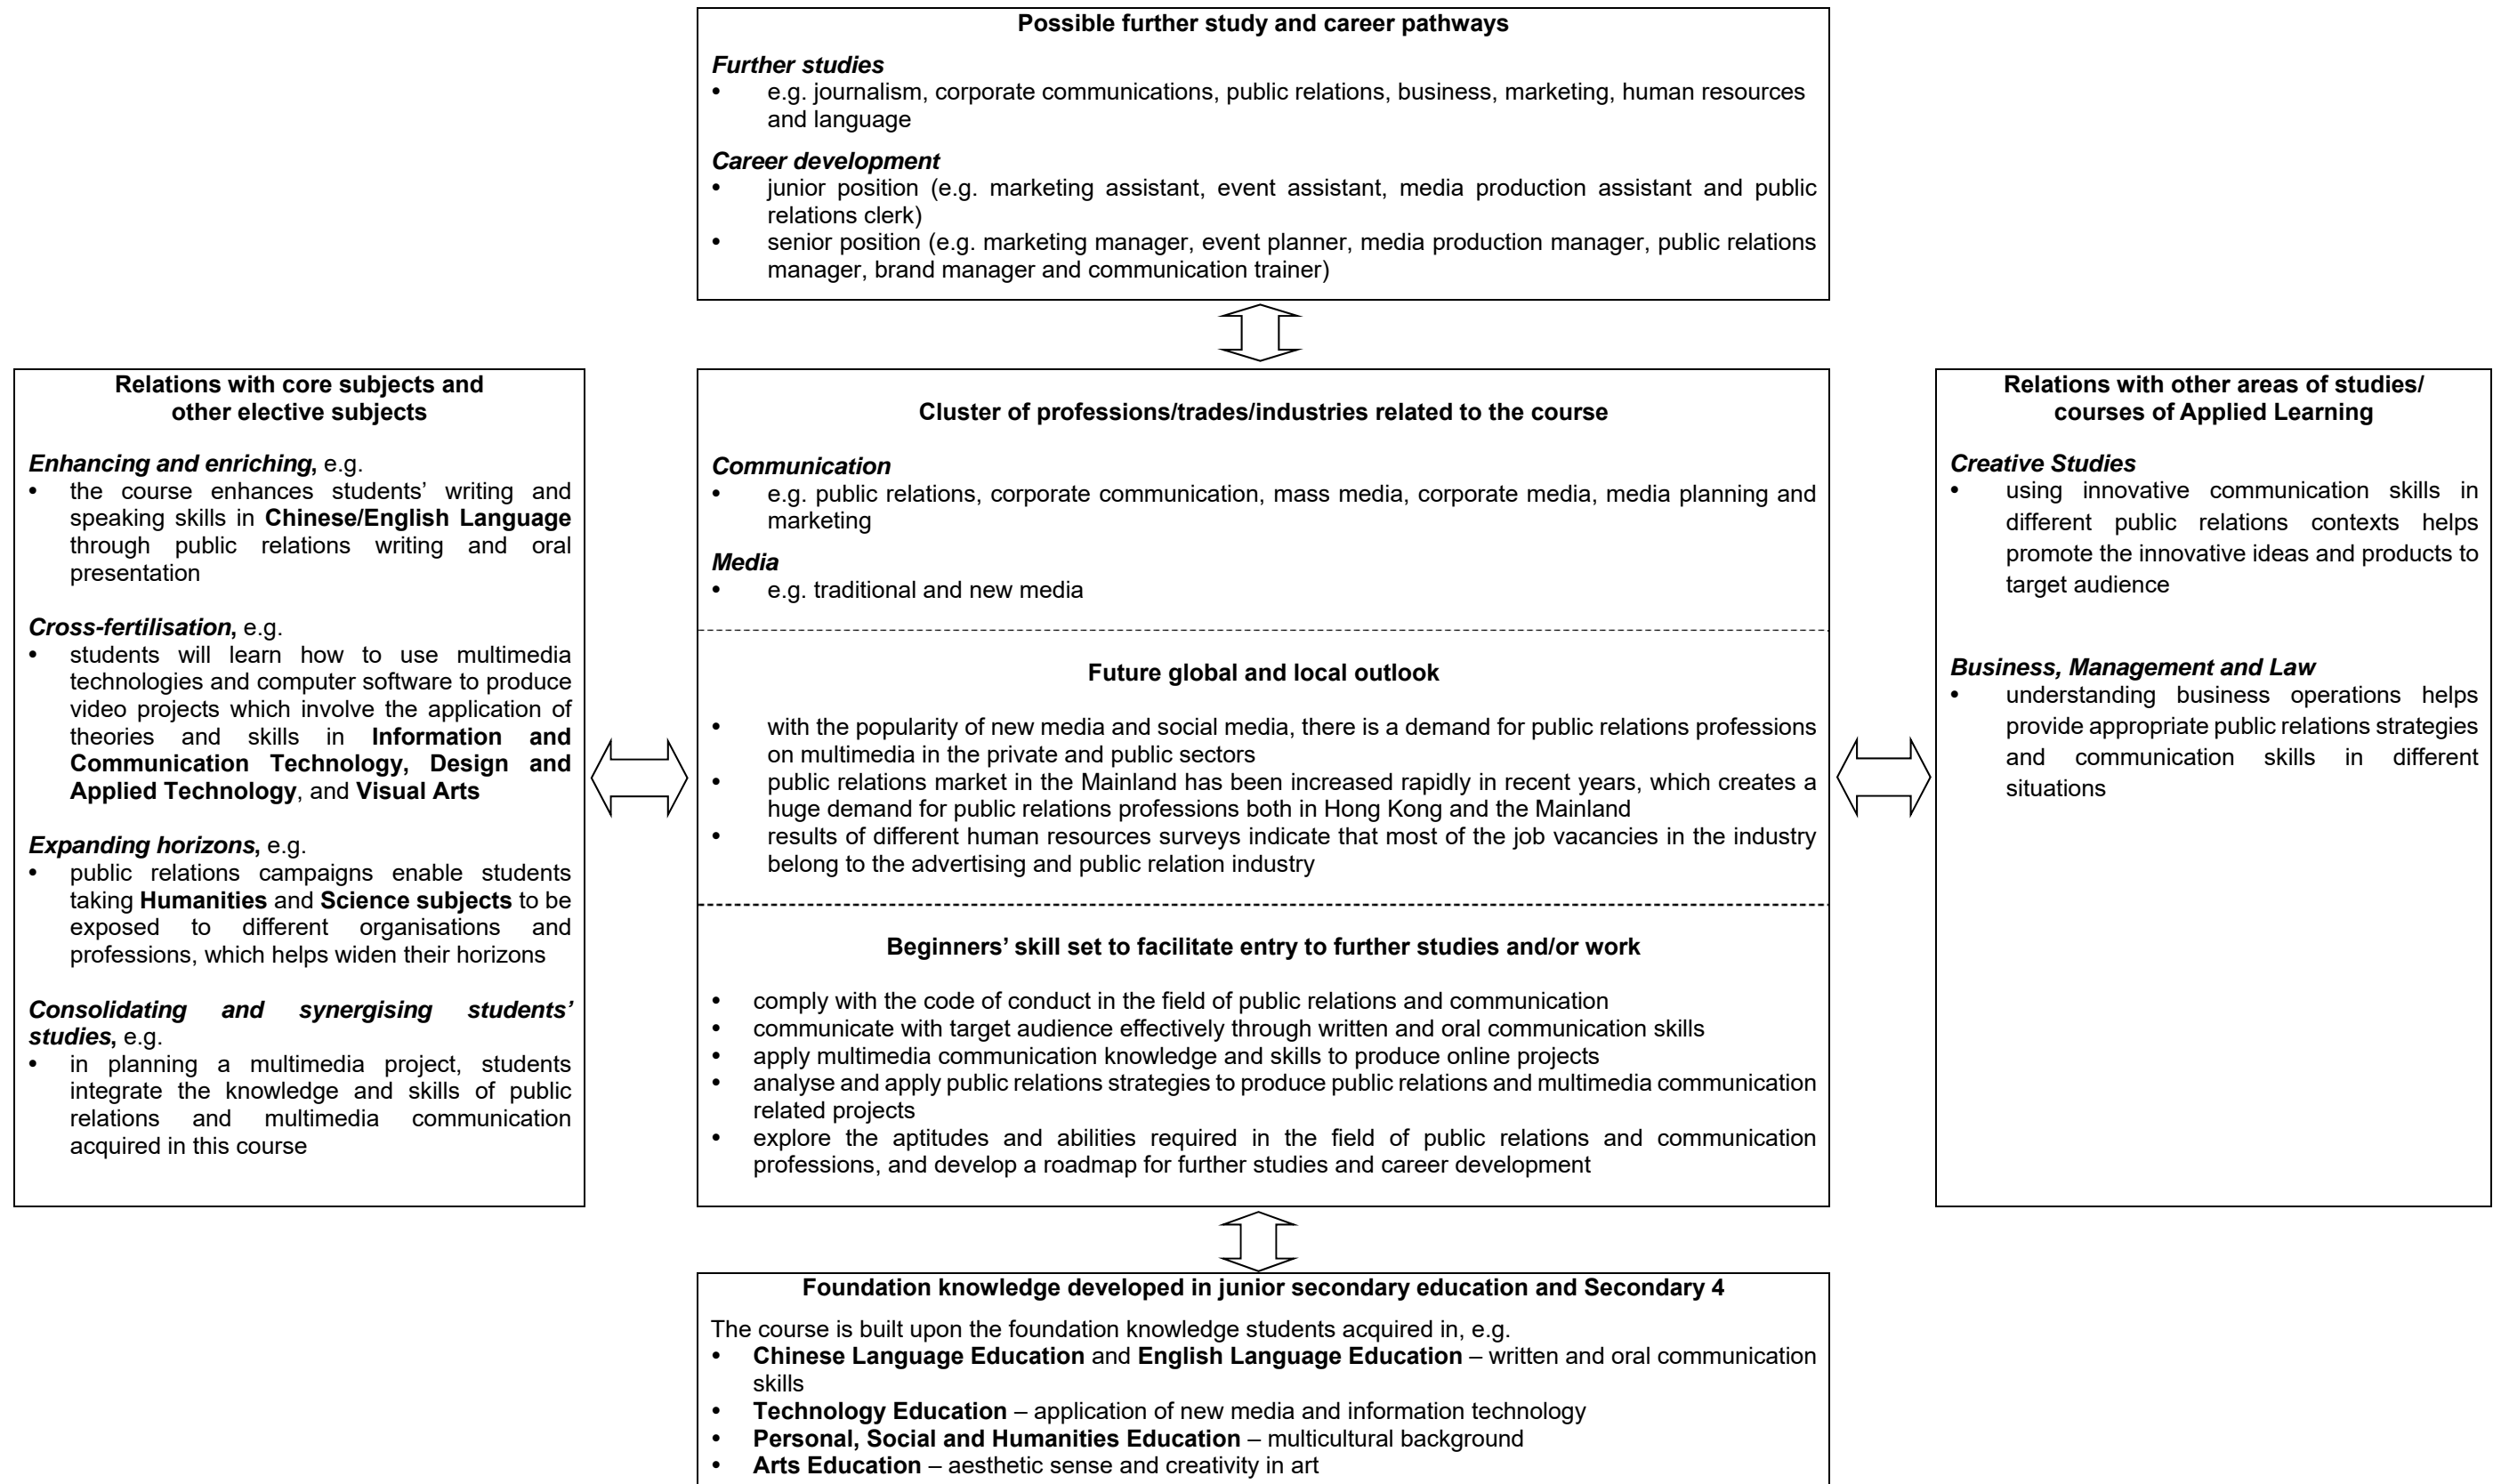 Possible further study and career pathways
Further studies
• e.g. journalism, corporate communications, public relations, business, marketing, human resources
and language
Career development
• junior position (e.g. marketing assistant, event assistant, media production assistant and public
relations clerk)
• senior position (e.g. marketing manager, event planner, media production manager, public relations
manager, brand manager and communication trainer)
Relations with core subjects and
other elective subjects
Enhancing and enriching, e.g.
• the course enhances students’ writing and
speaking skills in Chinese/English Language
through public relations writing and oral
presentation
Cross-fertilisation, e.g.
• students will learn how to use multimedia
technologies and computer software to produce
video projects which involve the application of
theories and skills in Information and
Communication Technology, Design and
Applied Technology, and Visual Arts
Expanding horizons, e.g.
• public relations campaigns enable students
taking Humanities and Science subjects to be
exposed to different organisations and
professions, which helps widen their horizons
Consolidating and synergising students’
studies, e.g.
• in planning a multimedia project, students
integrate the knowledge and skills of public
relations and multimedia communication
acquired in this course
Cluster of professions/trades/industries related to the course
Communication
• e.g. public relations, corporate communication, mass media, corporate media, media planning and
marketing
Media
• e.g. traditional and new media
Future global and local outlook
• with the popularity of new media and social media, there is a demand for public relations professions
on multimedia in the private and public sectors
• public relations market in the Mainland has been increased rapidly in recent years, which creates a
huge demand for public relations professions both in Hong Kong and the Mainland
• results of different human resources surveys indicate that most of the job vacancies in the industry
belong to the advertising and public relation industry
Beginners’ skill set to facilitate entry to further studies and/or work
• comply with the code of conduct in the field of public relations and communication
• communicate with target audience effectively through written and oral communication skills
• apply multimedia communication knowledge and skills to produce online projects
• analyse and apply public relations strategies to produce public relations and multimedia communication
related projects
• explore the aptitudes and abilities required in the field of public relations and communication
professions, and develop a roadmap for further studies and career development
Relations with other areas of studies/
courses of Applied Learning
Creative Studies
• using innovative communication skills in
different public relations contexts helps
promote the innovative ideas and products to
target audience
Business, Management and Law
• understanding business operations helps
provide appropriate public relations strategies
and communication skills in different
situations
Foundation knowledge developed in junior secondary education and Secondary 4
The course is built upon the foundation knowledge students acquired in, e.g.
• Chinese Language Education and English Language Education – written and oral communication
skills
• Technology Education – application of new media and information technology
• Personal, Social and Humanities Education – multicultural background
• Arts Education – aesthetic sense and creativity in art